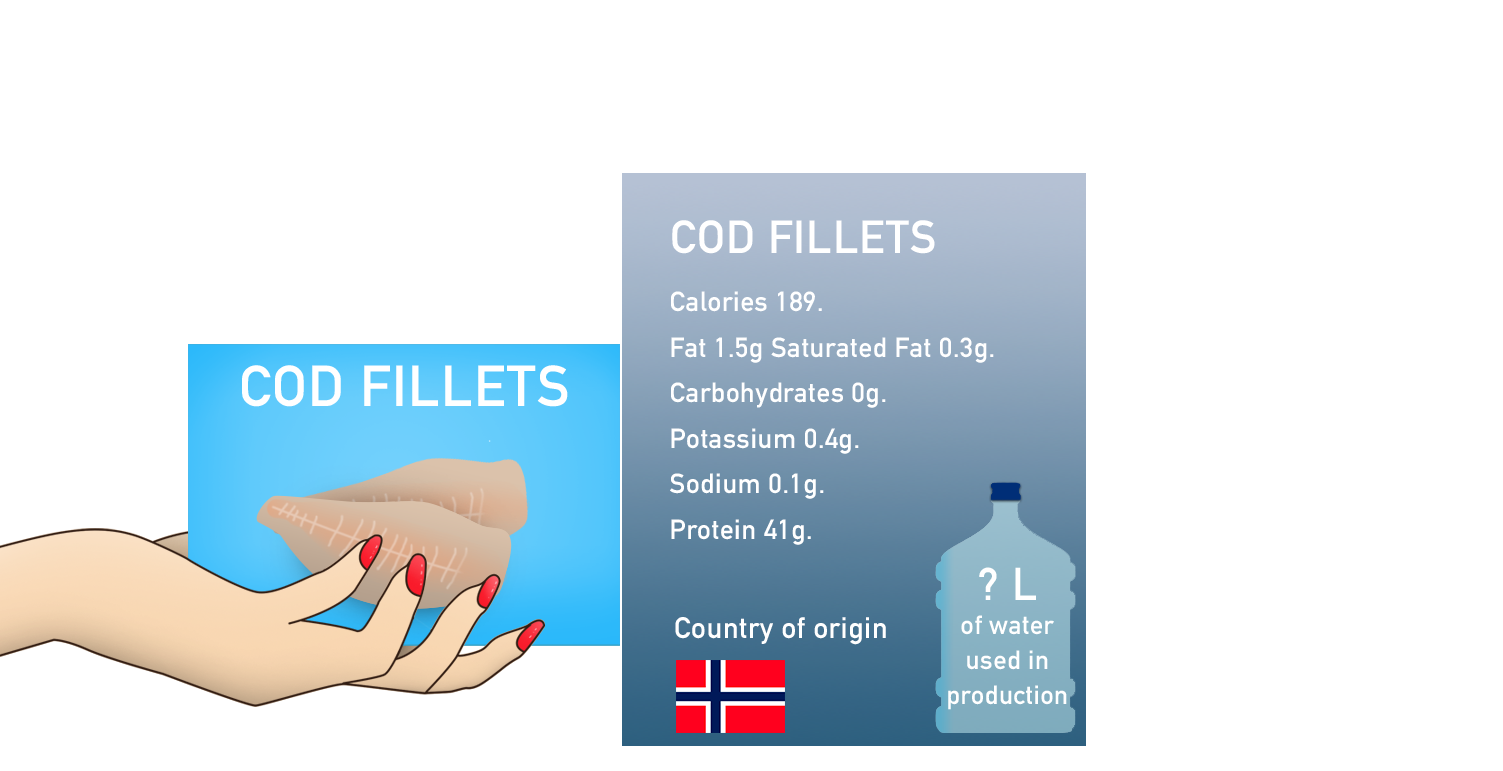 COD FILLETS
COD FILLETS
Calories 189.
Fat 1.5g Saturated Fat 0.3g.
Carbohydrates 0g.
Potassium 0.4g.
Sodium 0.1g.
Protein 41g.
Country of origin
? L
of water
used in
production